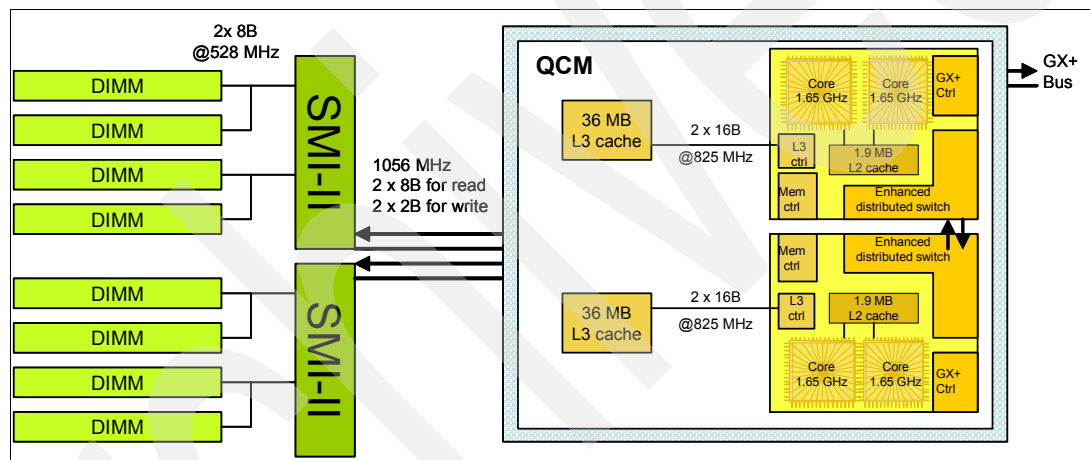 2x 8B
@528 MHz
DIMM
DIMM
DIMM
DIMM
DIMM
DIMM
DIMM
DIMM
SMI-II
SMI-II
1056 MHz
2 x 8B for read
2 x 2B for write
QCM
36 MB
L3 cache
2 x 16B
@825 MHz
Core
1.65 GHz
Core
1.65 GHz
GX+
Ctrl
L3
ctrl
1.9 MB
L2 cache
Mem
ctrl
Enhanced
distributed switch
GX+
Bus
Mem
ctrl
Enhanced
distributed switch
36 MB
L3 cache
2 x 16B
@825 MHz
L3
ctrl
1.9 MB
L2 cache
Core
1.65 GHz
Core
1.65 GHz
GX+
Ctrl